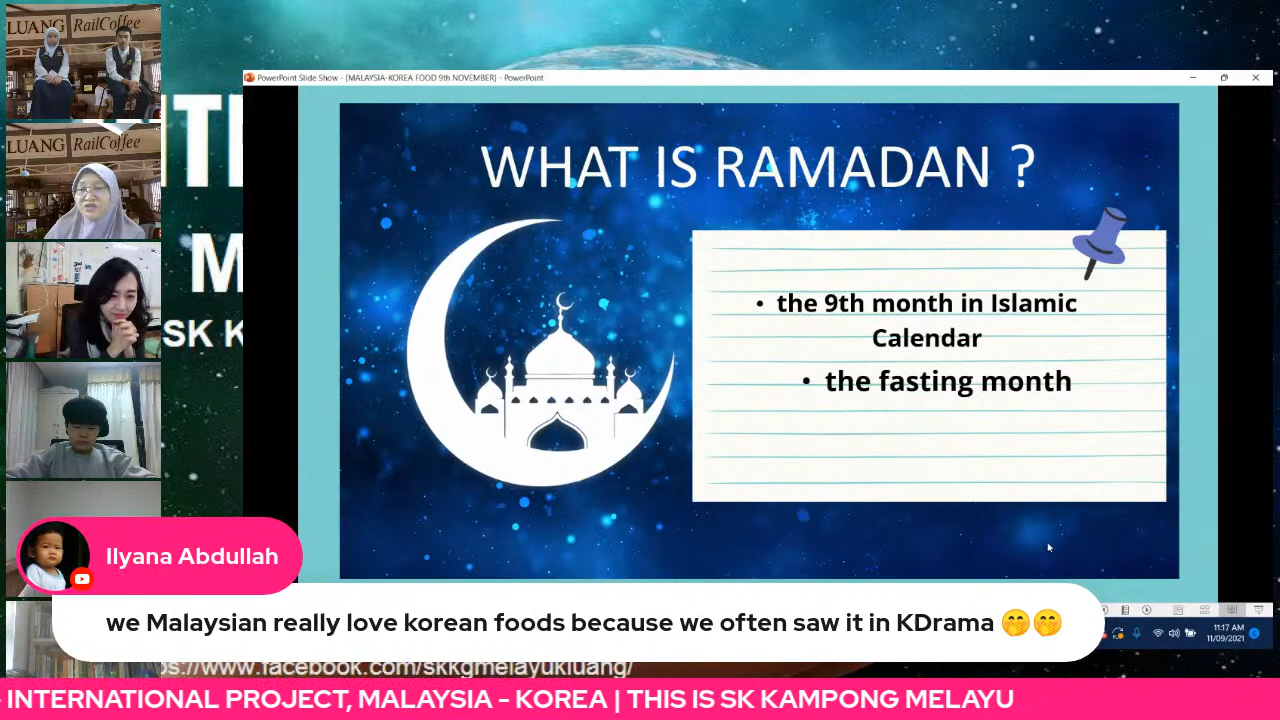 LUANG RailCoffee
LUANG RailCoffee
PowerPoint Slide Show - [MALAYSIA-KOREA FOOD 9th NOVEMBER] - PowerPoint
WHAT IS RAMADAN ?
• the 9th month in Islamic
Calendar
• the fasting month
M
SK K
Ilyana Abdullah
we Malaysian really love korean foods because we often saw it in KDrama 🤭🤭
11:17 AM
11/09/2021
ps://www.facebook.com/skkgmelayukluang/
INTERNATIONAL PROJECT, MALAYSIA - KOREA | THIS IS SK KAMPONG MELAYU